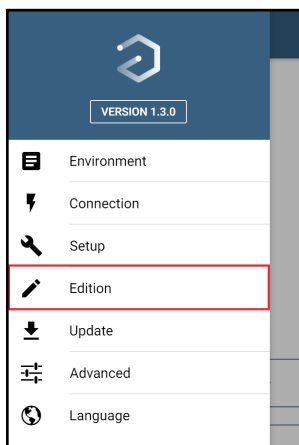 VERSION 1.3.0
Environment
Connection
Setup
Edition
Update
Advanced
Language